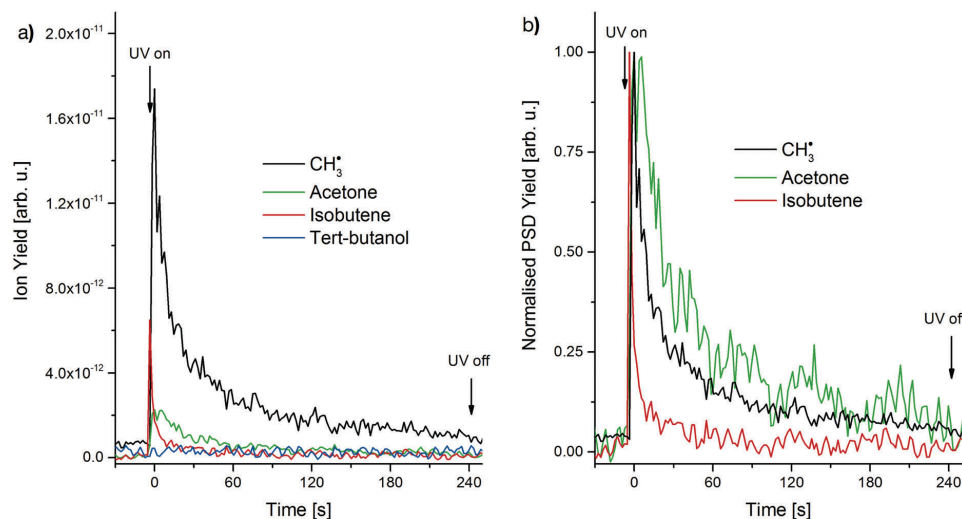 a)
UV on
CH₃•
Acetone
Isobutene
Tert-butanol
UV off
2.0x10⁻¹¹
1.6x10⁻¹¹
1.2x10⁻¹¹
8.0x10⁻¹²
4.0x10⁻¹²
0.0
Ion Yield [arb. u.]
0 60 120 180 240
Time [s]
b)
UV on
CH₃•
Acetone
Isobutene
UV off
1.00
0.75
0.50
0.25
0.00
Normalised PSD Yield [arb. u.]
0 60 120 180 240
Time [s]